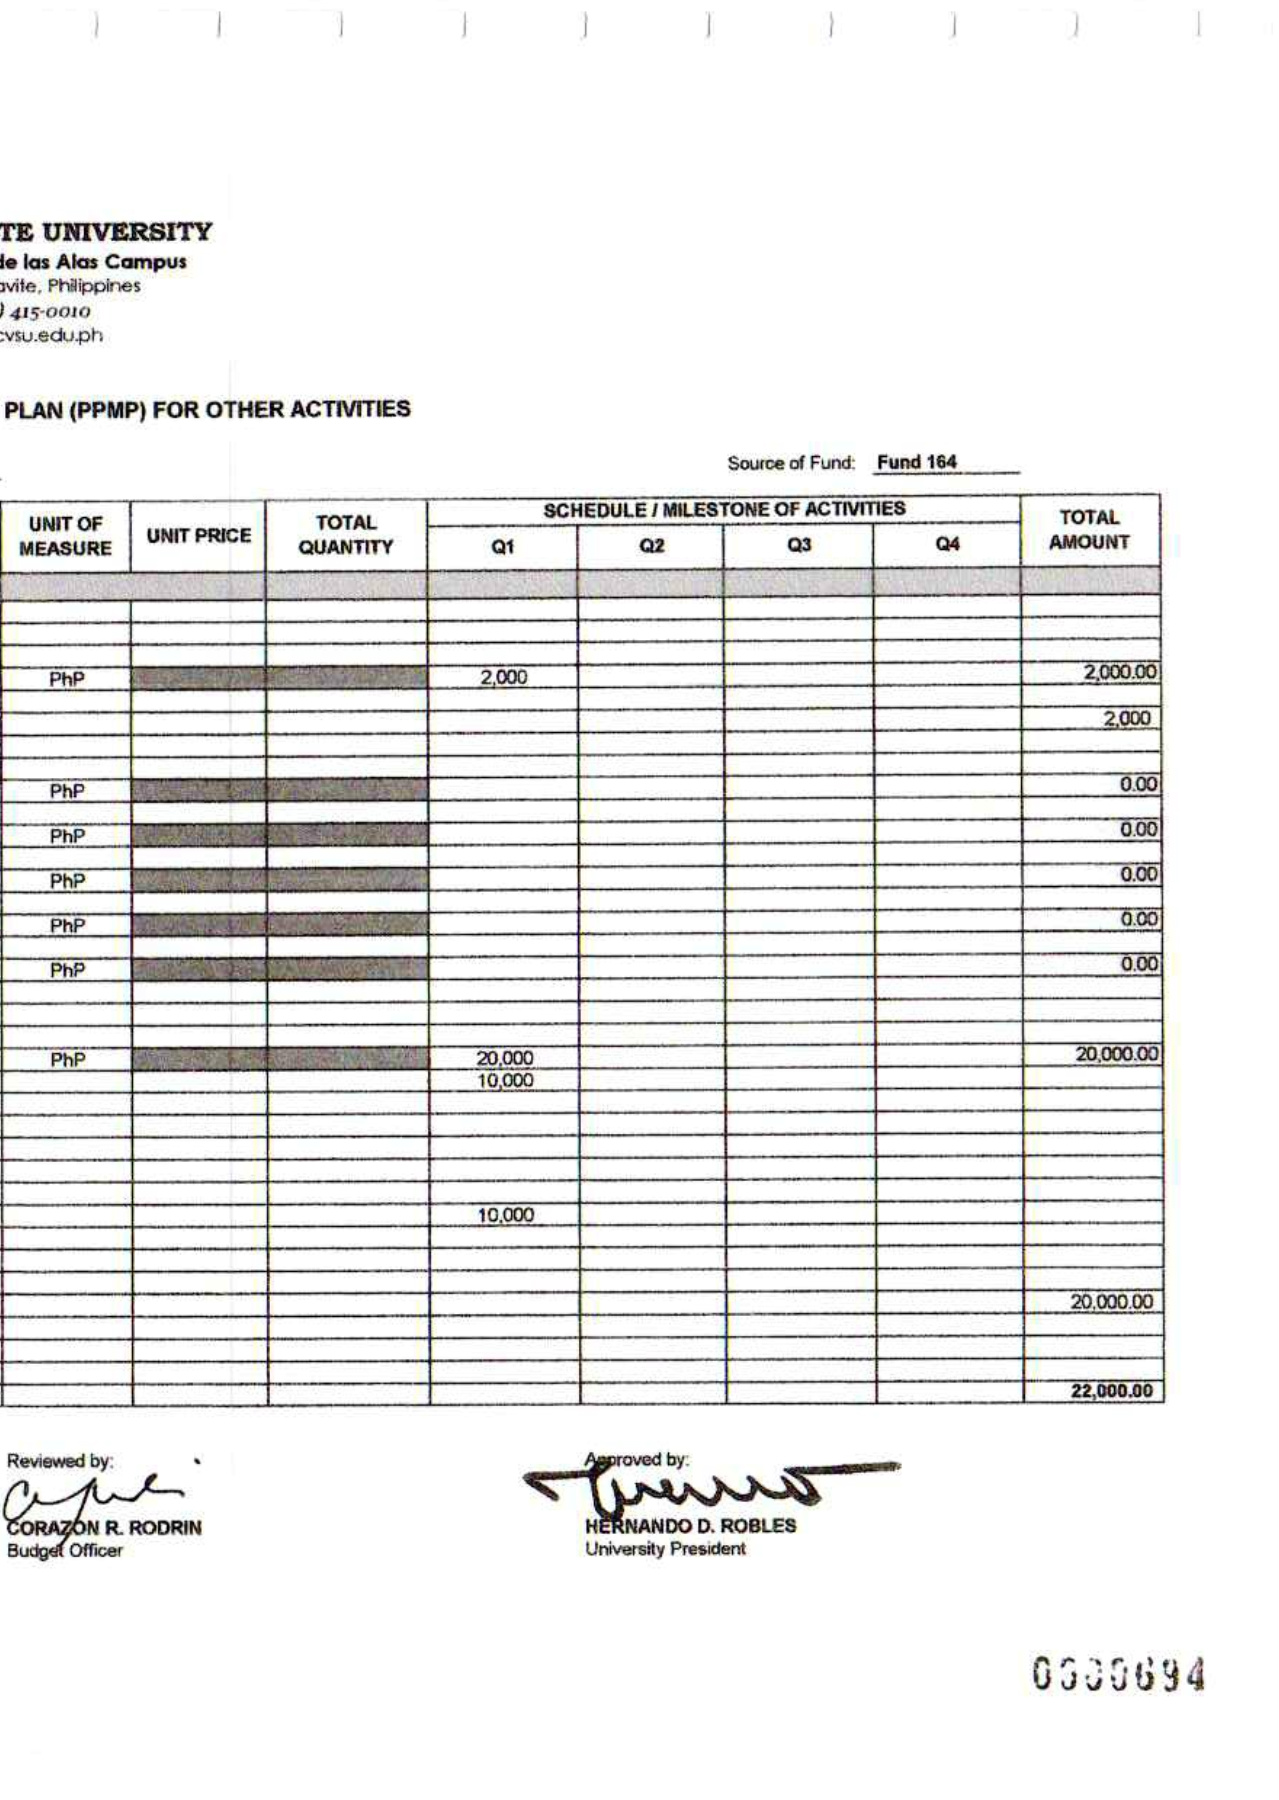 TE UNIVERSITY
de las Alas Campus
avite, Philippines
) 415-0010
cvsu.edu.ph
PLAN (PPMP) FOR OTHER ACTIVITIES
Source of Fund: Fund 164
UNIT OF MEASURE UNIT PRICE TOTAL QUANTITY SCHEDULE / MILESTONE OF ACTIVITIES TOTAL AMOUNT
Q1 Q2 Q3 Q4
PhP 2,000 2,000.00
2,000
PhP 0.00
PhP 0.00
PhP 0.00
PhP 0.00
PhP 0.00
PhP 20,000 20,000.00
10,000
10,000
20,000.00
22,000.00
Reviewed by: Approved by:
CORAZON R. RODRIN HERNANDO D. ROBLES
Budget Officer University President